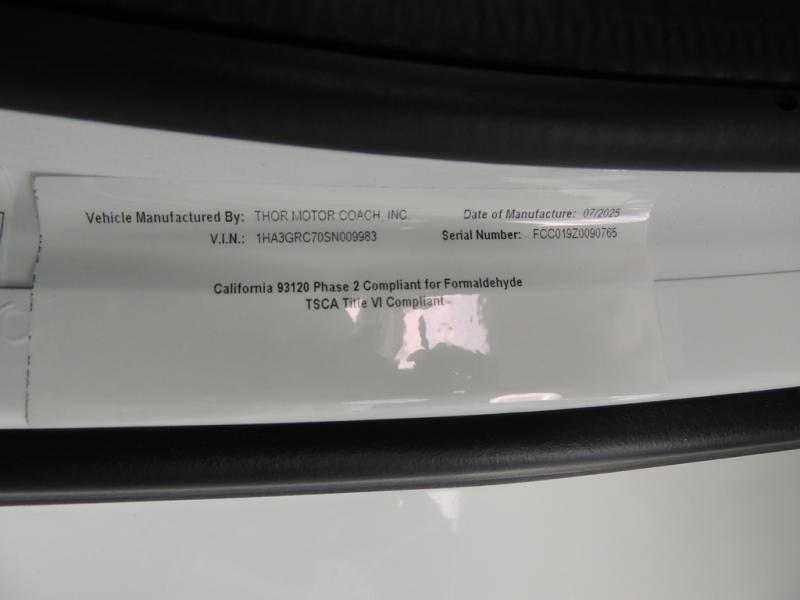 Vehicle Manufactured By: THOR MOTOR COACH, INC. Date of Manufacture: 07/2025
V.I.N.: 1HA3GRC70SN009983 Serial Number: FCC019Z0090765
California 93120 Phase 2 Compliant for Formaldehyde
TSCA Title VI Compliant